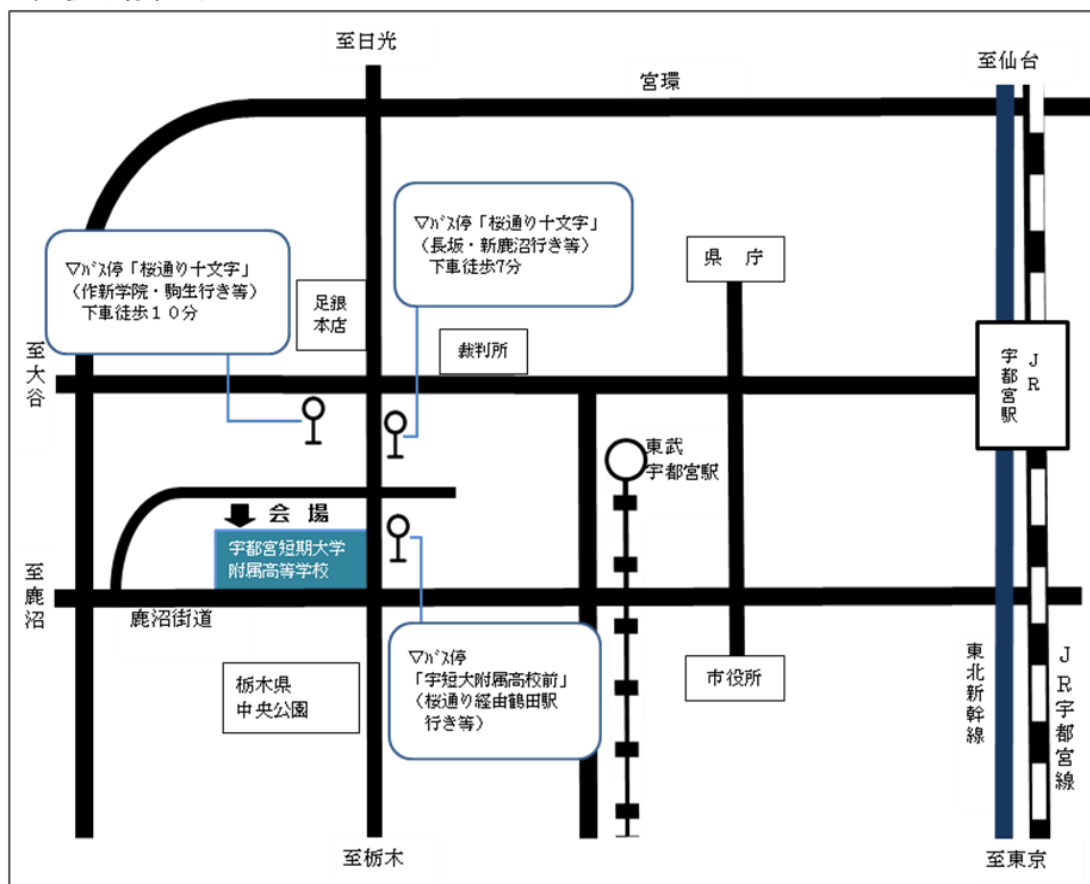 至日光
至仙台
宮環
▽ﾊﾞｽ停「桜通り十文字」
（長坂・新鹿沼行き等）
下車徒歩7分
▽ﾊﾞｽ停「桜通り十文字」
（作新学院・駒生行き等）
下車徒歩１０分
県　庁
足銀
本店
裁判所
至大谷
ＪＲ
宇都宮駅
東武
宇都宮駅
会　場
宇都宮短期大学
附属高等学校
至鹿沼
鹿沼街道
▽ﾊﾞｽ停
「宇短大附属高校前」
（桜通り経由鶴田駅
行き等）
栃木県
中央公園
市役所
東北新幹線
ＪＲ宇都宮線
至栃木
至東京